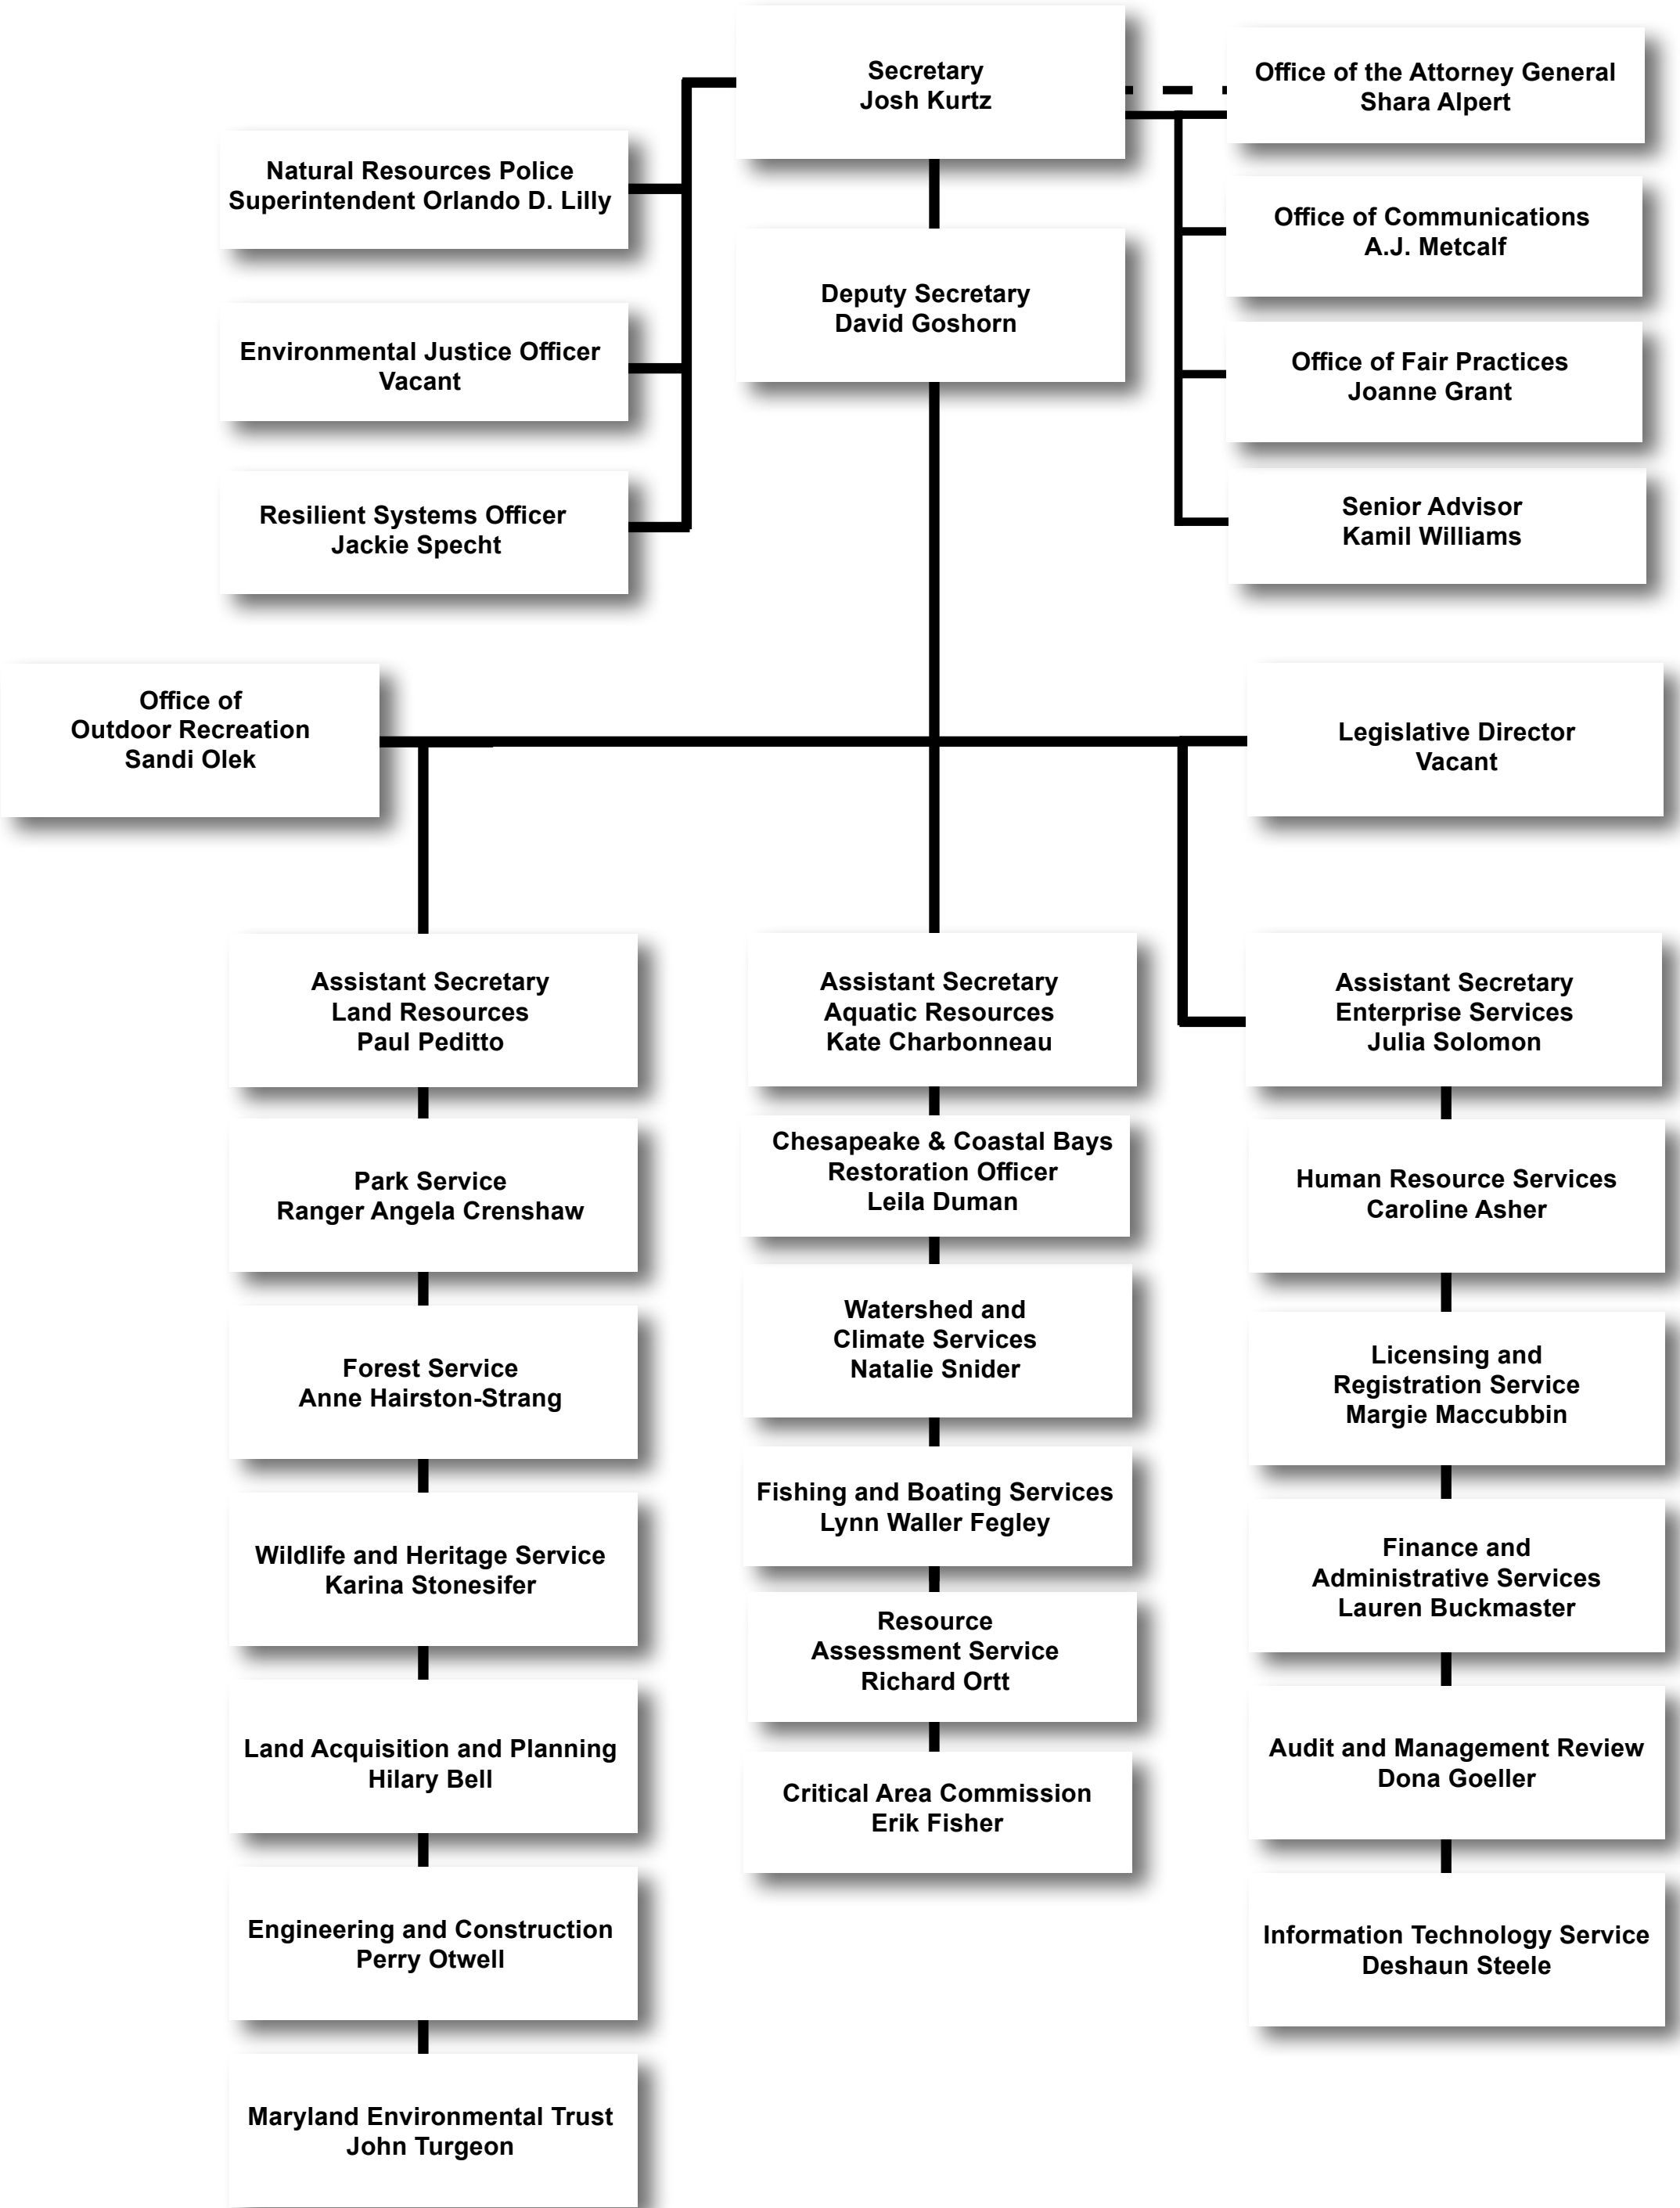 Secretary
Josh Kurtz
Office of the Attorney General
Shara Alpert
Natural Resources Police
Superintendent Orlando D. Lilly
Office of Communications
A.J. Metcalf
Deputy Secretary
David Goshorn
Environmental Justice Officer
Vacant
Office of Fair Practices
Joanne Grant
Resilient Systems Officer
Jackie Specht
Senior Advisor
Kamil Williams
Office of
Outdoor Recreation
Sandi Olek
Legislative Director
Vacant
Assistant Secretary
Land Resources
Paul Peditto
Park Service
Ranger Angela Crenshaw
Forest Service
Anne Hairston-Strang
Wildlife and Heritage Service
Karina Stonesifer
Land Acquisition and Planning
Hilary Bell
Engineering and Construction
Perry Otwell
Maryland Environmental Trust
John Turgeon
Assistant Secretary
Aquatic Resources
Kate Charbonneau
Chesapeake & Coastal Bays
Restoration Officer
Leila Duman
Watershed and
Climate Services
Natalie Snider
Fishing and Boating Services
Lynn Waller Fegley
Resource
Assessment Service
Richard Ortt
Critical Area Commission
Erik Fisher
Assistant Secretary
Enterprise Services
Julia Solomon
Human Resource Services
Caroline Asher
Licensing and
Registration Service
Margie Maccubbin
Finance and
Administrative Services
Lauren Buckmaster
Audit and Management Review
Dona Goeller
Information Technology Service
Deshaun Steele